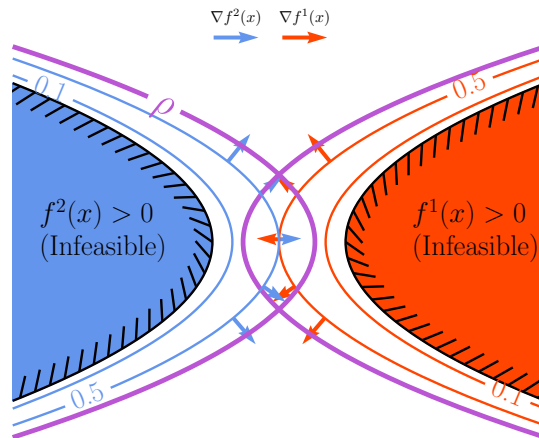 ∇f²(x) ∇f¹(x)
0.1
ρ
0.5
f²(x) > 0
(Infeasible)
f¹(x) > 0
(Infeasible)
0.5
0.1